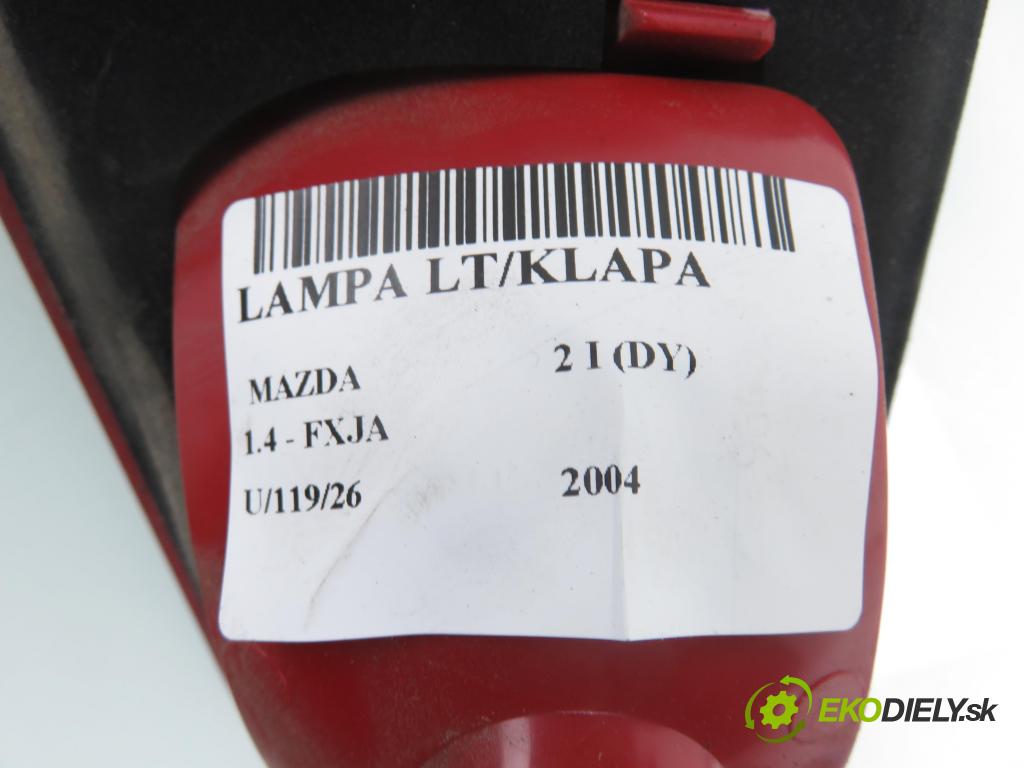 LAMPA LT/KLAPA
MAZDA 2 I (DY)
1.4 - FXJA
U/119/26 2004
EKODIELY.sk